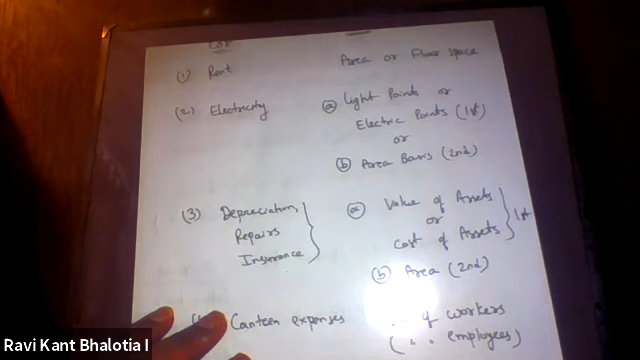 (1) Rent Area or Floor space
(2) Electricity (a) Light Points or
Electric Points (1st)
or
(b) Area Basis (2nd)
(3) Depreciation, (a) Value of Assets
Repairs or
Insurance Cost of Assets 1st
(b) Area (2nd)
Canteen expenses of workers
( " " employees)
Ravi Kant Bhalotia I